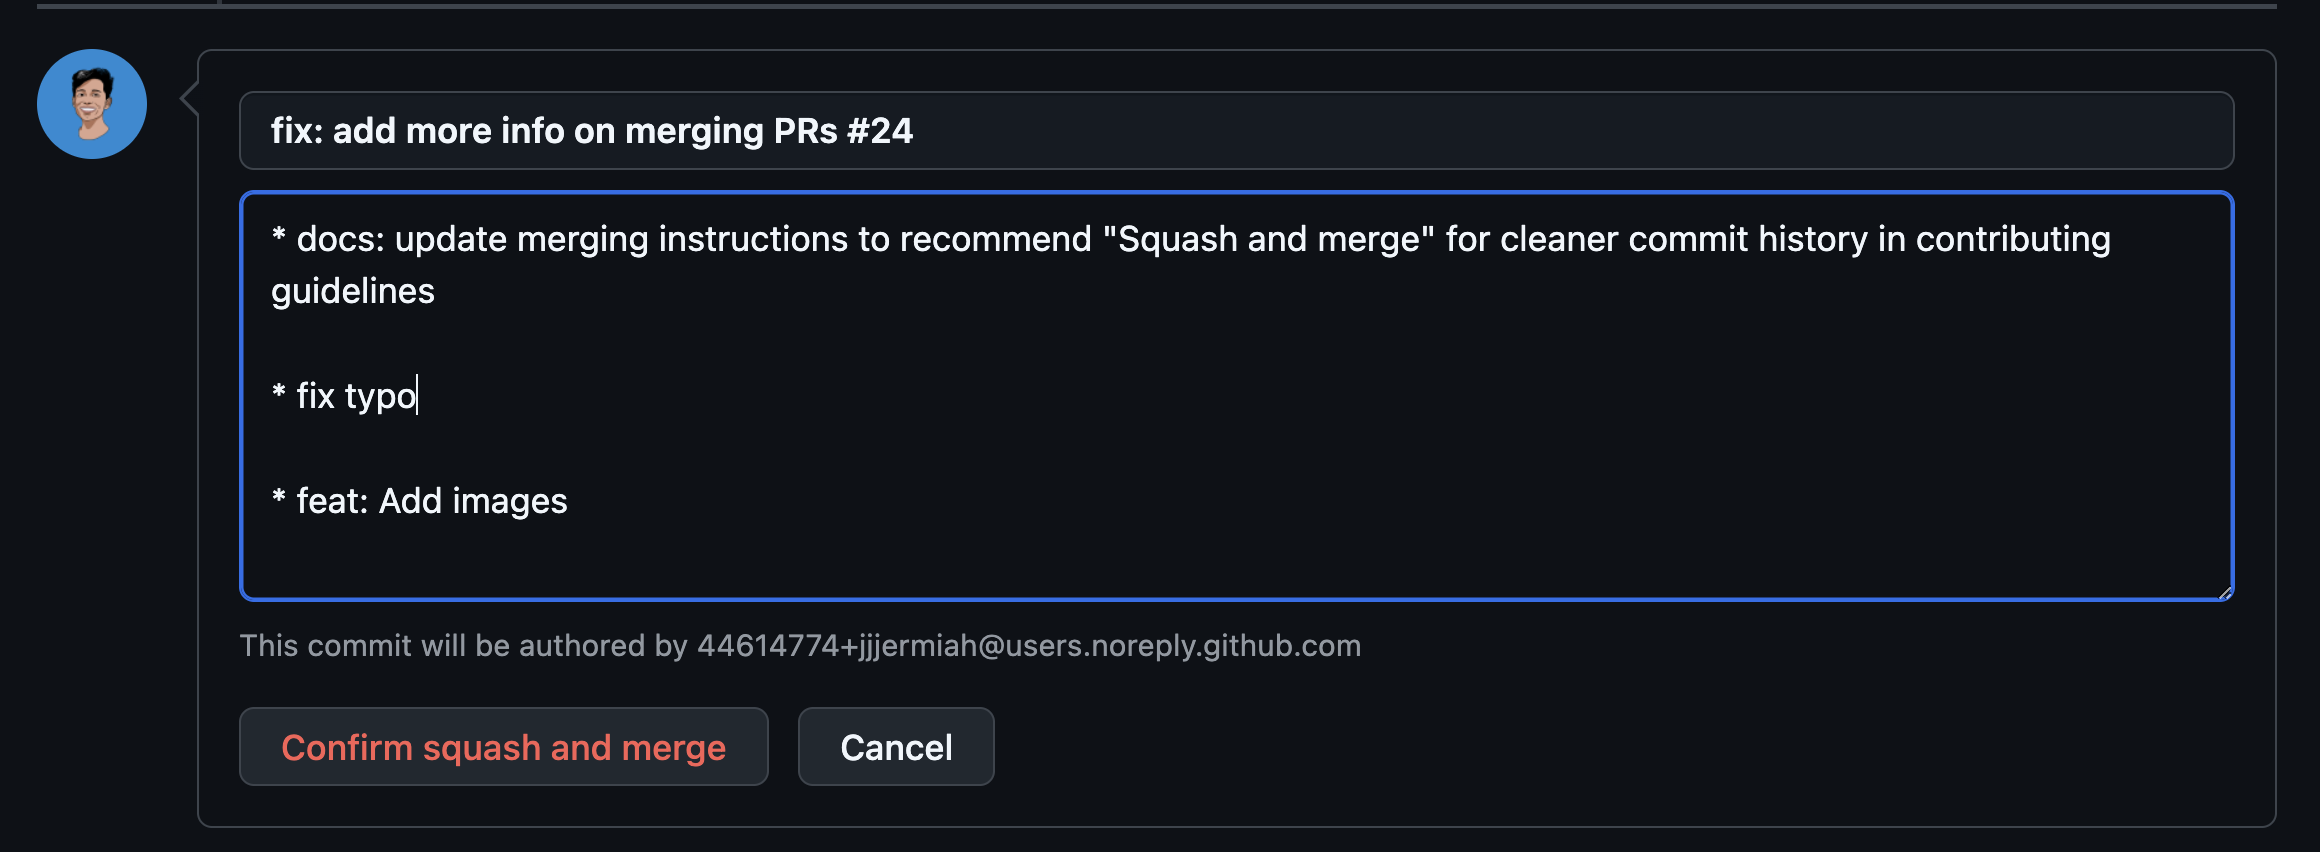 fix: add more info on merging PRs #24
* docs: update merging instructions to recommend "Squash and merge" for cleaner commit history in contributing
guidelines
* fix typo
* feat: Add images
This commit will be authored by 44614774+jjjermiah@users.noreply.github.com
Confirm squash and merge
Cancel